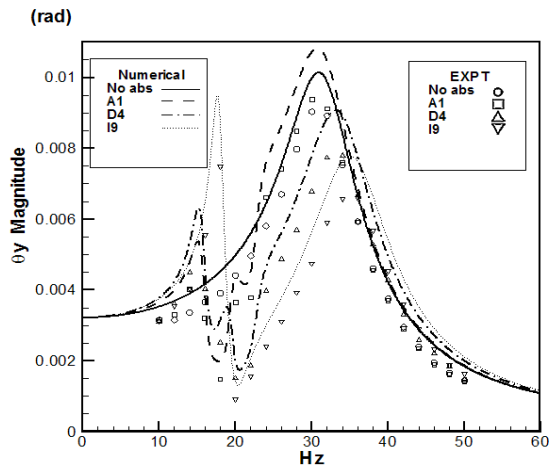 (rad)
θy Magnitude
0.01
0.008
0.006
0.004
0.002
0
0 10 20 30 40 50 60
Hz
Numerical
No abs
A1
D4
I9
EXPT
No abs
A1
D4
I9